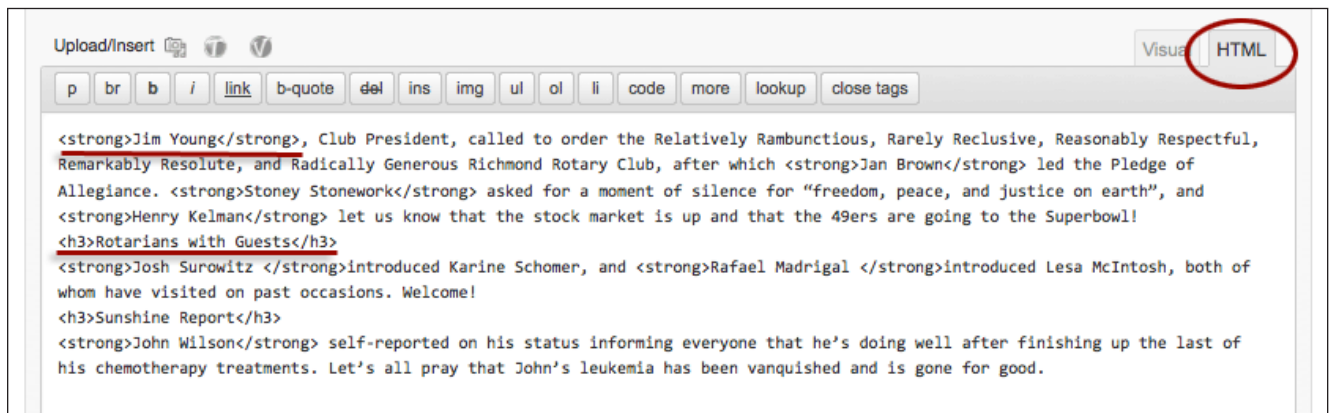 Upload/Insert
Visual HTML
p br b i link b-quote del ins img ul ol li code more lookup close tags
<strong>Jim Young</strong>, Club President, called to order the Relatively Rambunctious, Rarely Reclusive, Reasonably Respectful,
Remarkably Resolute, and Radically Generous Richmond Rotary Club, after which <strong>Jan Brown</strong> led the Pledge of
Allegiance. <strong>Stoney Stonework</strong> asked for a moment of silence for “freedom, peace, and justice on earth”, and
<strong>Henry Kelman</strong> let us know that the stock market is up and that the 49ers are going to the Superbowl!
<h3>Rotarians with Guests</h3>
<strong>Josh Surowitz </strong>introduced Karine Schomer, and <strong>Rafael Madrigal </strong>introduced Lesa McIntosh, both of
whom have visited on past occasions. Welcome!
<h3>Sunshine Report</h3>
<strong>John Wilson</strong> self-reported on his status informing everyone that he’s doing well after finishing up the last of
his chemotherapy treatments. Let’s all pray that John’s leukemia has been vanquished and is gone for good.